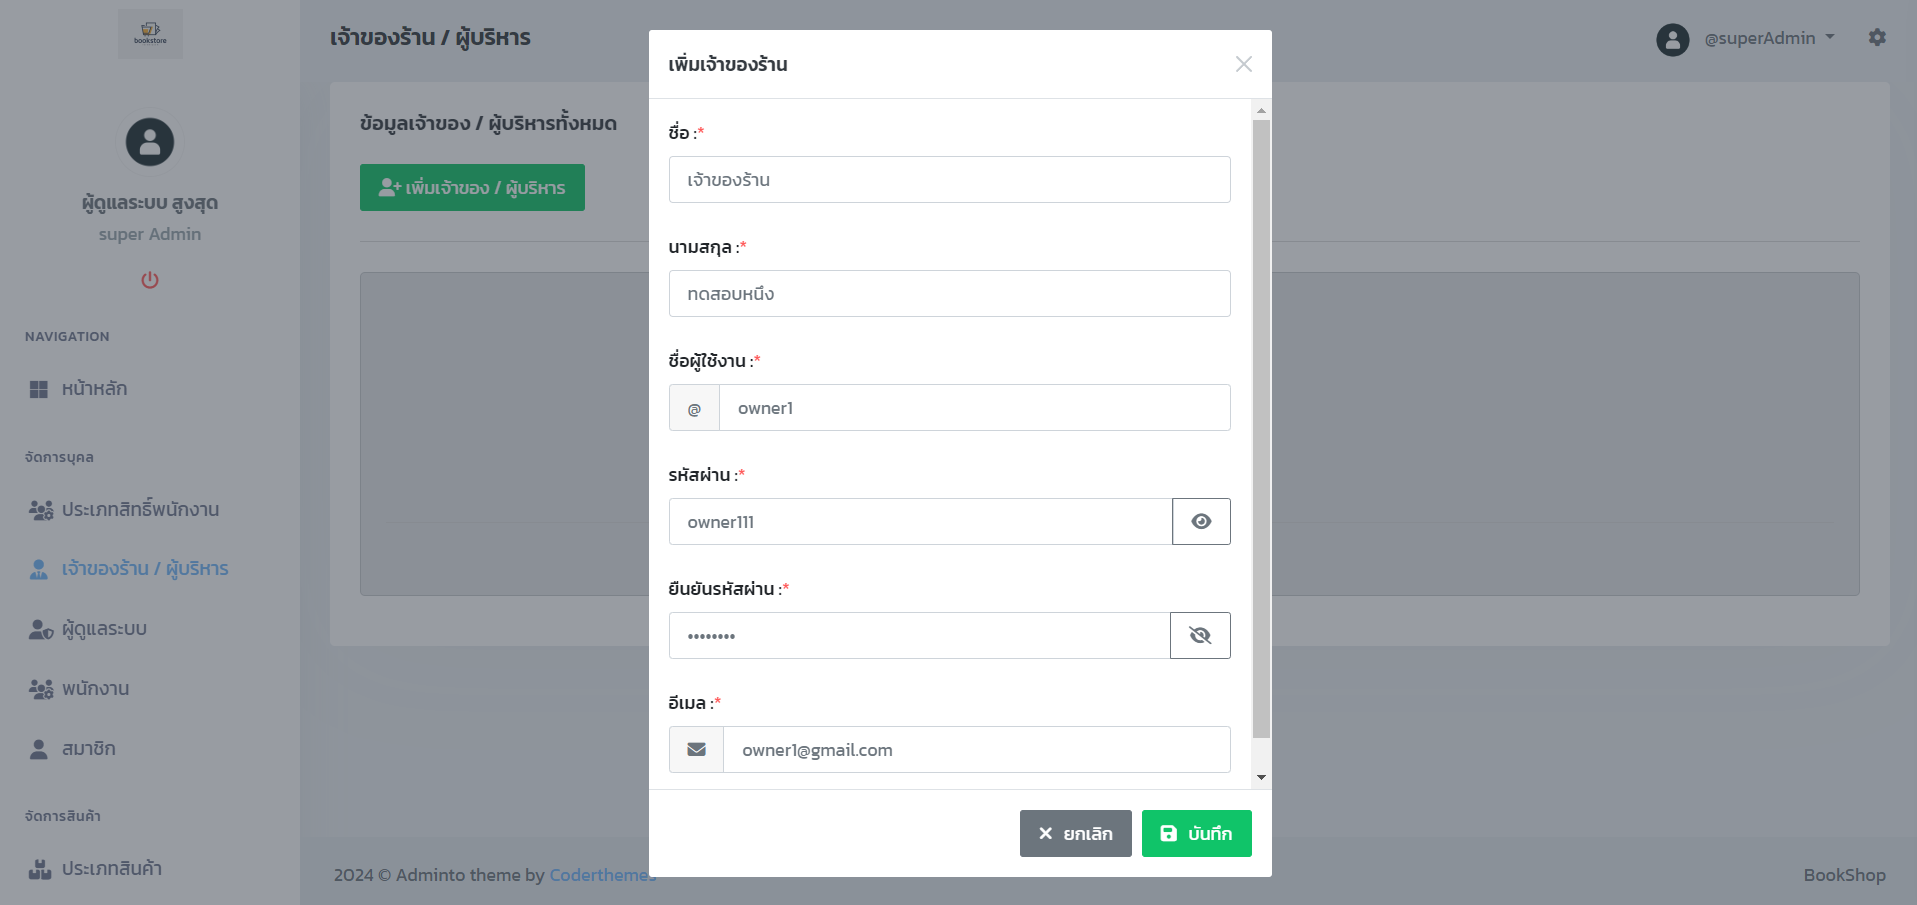 bookstore
ผู้ดูแลระบบ สูงสุด
super Admin
NAVIGATION
หน้าหลัก
จัดการบุคล
ประเภทสิทธิ์พนักงาน
เจ้าของร้าน / ผู้บริหาร
ผู้ดูแลระบบ
พนักงาน
สมาชิก
จัดการสินค้า
ประเภทสินค้า
เจ้าของร้าน / ผู้บริหาร
@superAdmin
ข้อมูลเจ้าของ / ผู้บริหารทั้งหมด
เพิ่มเจ้าของ / ผู้บริหาร
เพิ่มเจ้าของร้าน
ชื่อ :*
เจ้าของร้าน
นามสกุล :*
ทดสอบหนึง
ชื่อผู้ใช้งาน :*
@ owner1
รหัสผ่าน :*
owner111
ยืนยันรหัสผ่าน :*
••••••••
อีเมล :*
owner1@gmail.com
ยกเลิก
บันทึก
2024 © Adminto theme by Coderthemes
BookShop